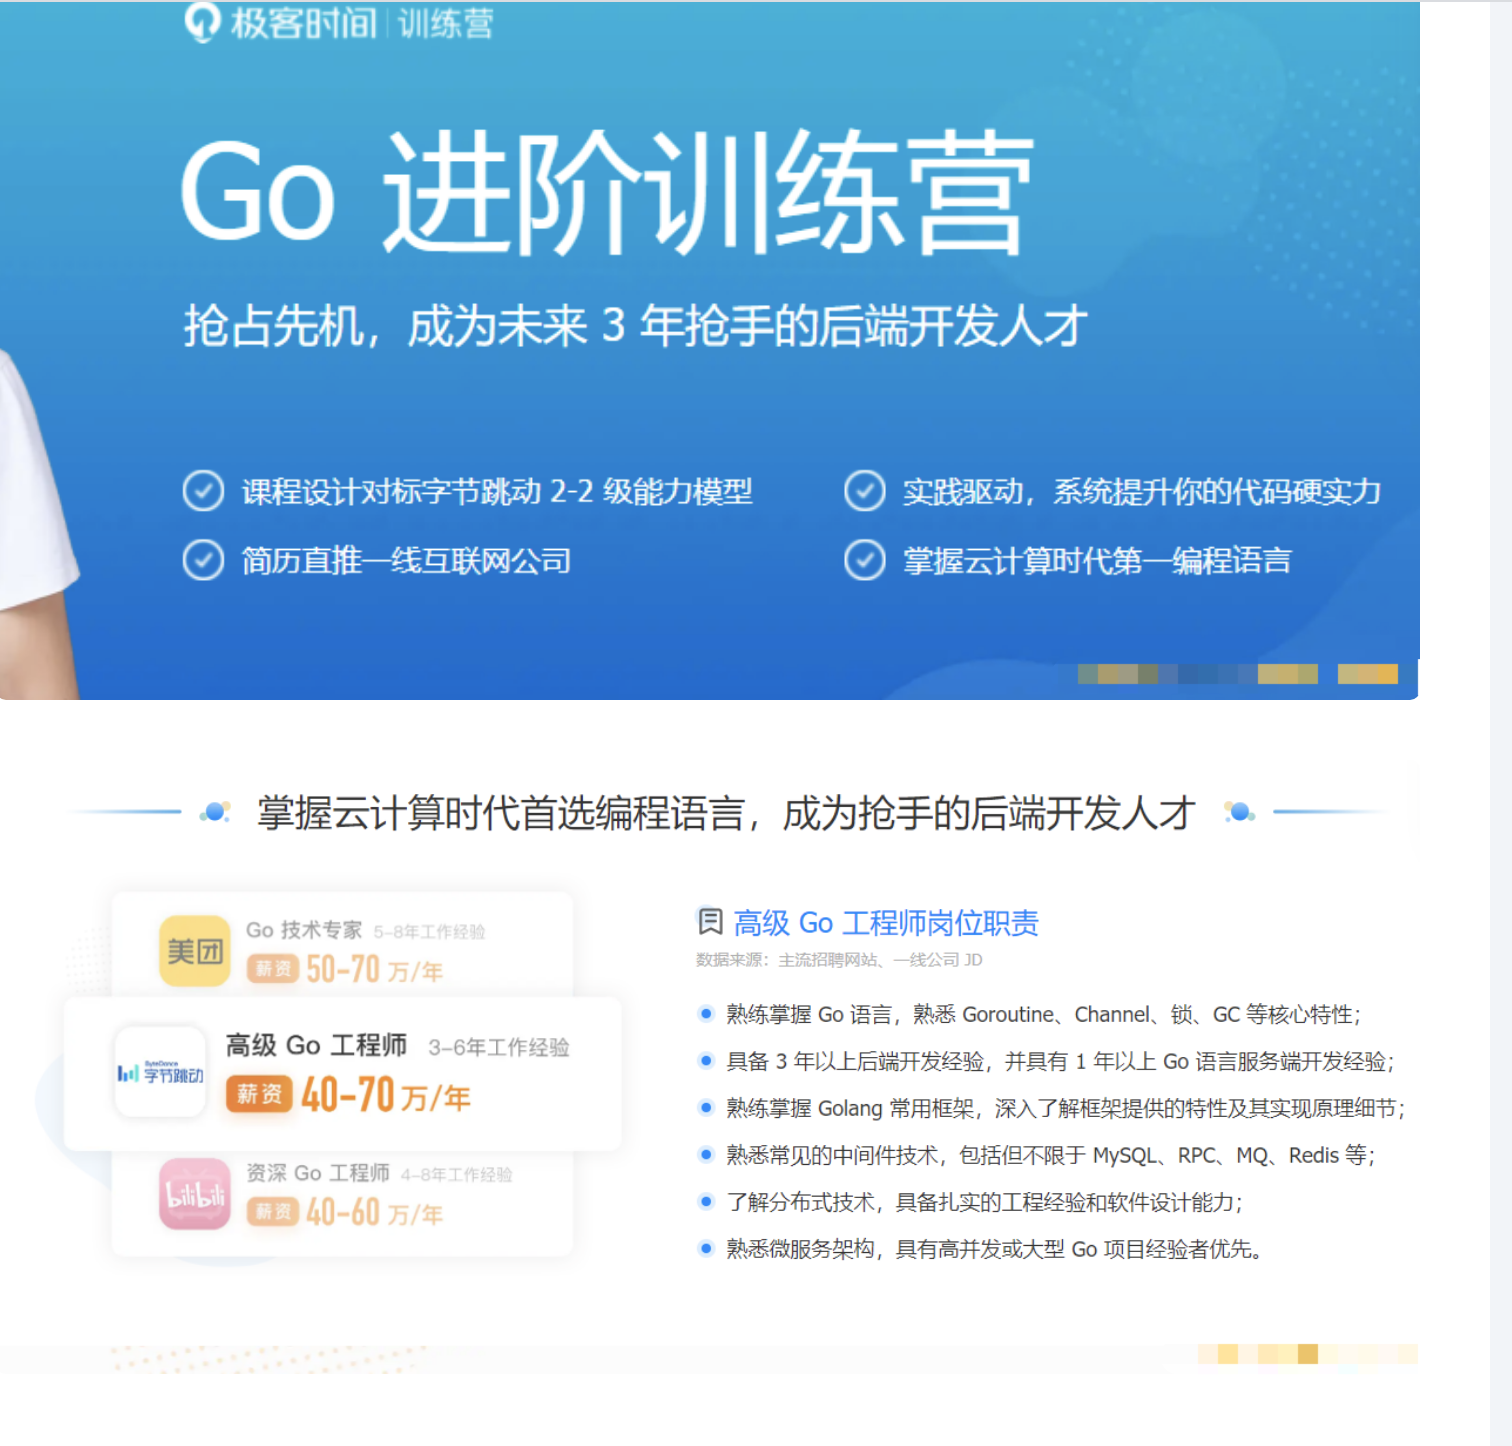 极客时间 | 训练营
Go 进阶训练营
抢占先机，成为未来 3 年抢手的后端开发人才
课程设计对标字节跳动 2-2 级能力模型
实践驱动，系统提升你的代码硬实力
简历直推一线互联网公司
掌握云计算时代第一编程语言
掌握云计算时代首选编程语言，成为抢手的后端开发人才
美团
Go 技术专家 5-8年工作经验
薪资 50-70 万/年
ByteDance
字节跳动
高级 Go 工程师 3-6年工作经验
薪资 40-70 万/年
bilibili
资深 Go 工程师 4-8年工作经验
薪资 40-60 万/年
高级 Go 工程师岗位职责
数据来源：主流招聘网站、一线公司 JD
熟练掌握 Go 语言，熟悉 Goroutine、Channel、锁、GC 等核心特性；
具备 3 年以上后端开发经验，并具有 1 年以上 Go 语言服务端开发经验；
熟练掌握 Golang 常用框架，深入了解框架提供的特性及其实现原理细节；
熟悉常见的中间件技术，包括但不限于 MySQL、RPC、MQ、Redis 等；
了解分布式技术，具备扎实的工程经验和软件设计能力；
熟悉微服务架构，具有高并发或大型 Go 项目经验者优先。